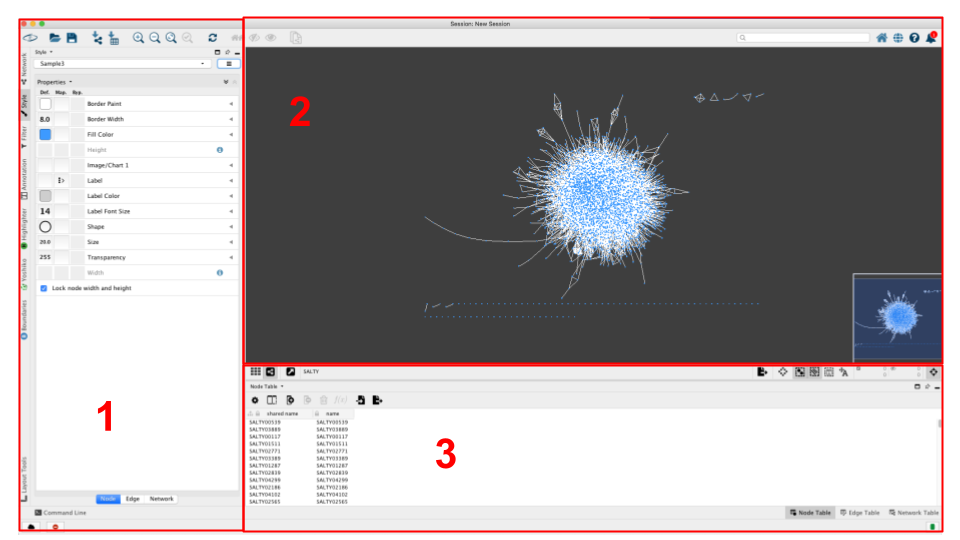 Session: New Session
Style
Sample3
Properties
Def. Map. Byp.
Border Paint
8.0 Border Width
Fill Color
Height
Image/Chart 1
Label
Label Color
14 Label Font Size
Shape
Size
255 Transparency
Width
Lock node width and height
Node Edge Network
Command Line
Network
Style
Filter
Annotation
Highlighter
Yoshiko
Boundaries
Layout Tools
1
2
SALTY
Node Table
f(x)
shared name name
SALTY00539 SALTY00539
SALTY03889 SALTY03889
SALTY00117 SALTY00117
SALTY01511 SALTY01511
SALTY02771 SALTY02771
SALTY03389 SALTY03389
SALTY01287 SALTY01287
SALTY02839 SALTY02839
SALTY04299 SALTY04299
SALTY02186 SALTY02186
SALTY04102 SALTY04102
SALTY02565 SALTY02565
3
Node Table Edge Table Network Table